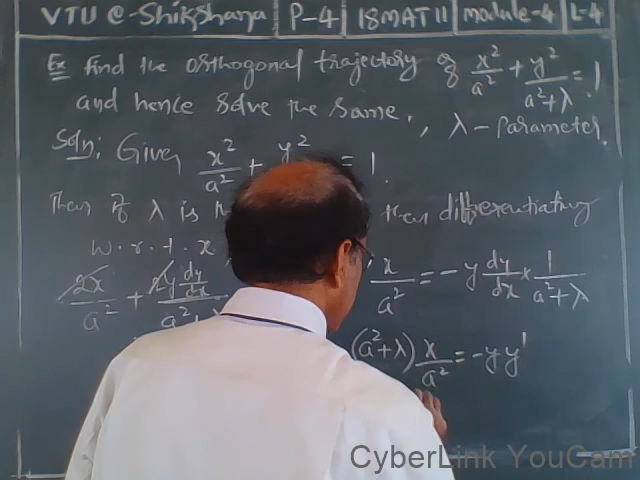 VTU e-Shikshana | P-4 | 18MAT11 | module-4 | L-4
Ex Find the orthogonal trajectory of x²/a² + y²/(a²+λ) = 1
and hence solve the same. , λ - parameter.
Soln: Given x²/a² + y² = 1.
Then if λ is then differentiating
w.r.t. x
2x/a² + 2y dy/dx / a²+
x/a² = -y dy/dx × 1/(a²+λ)
(a²+λ) x/a² = -yy'
CyberLink YouCam